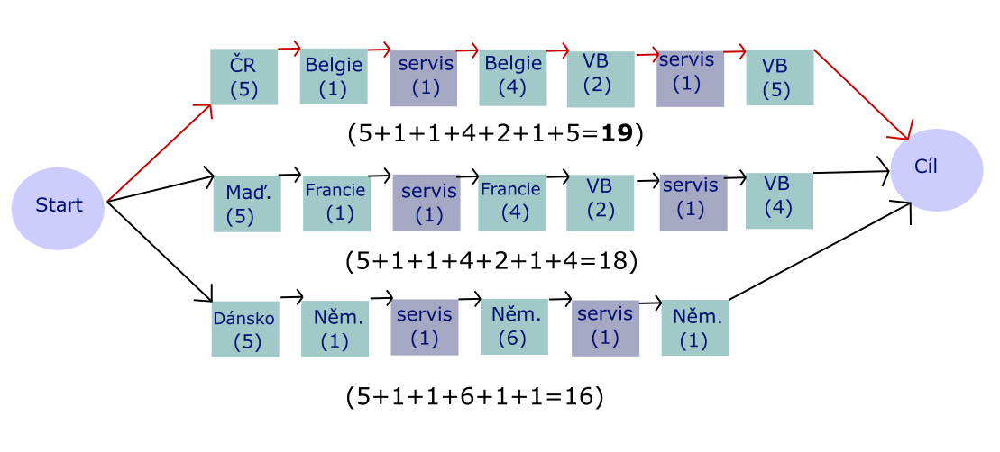 ČR
(5)
Belgie
(1)
servis
(1)
Belgie
(4)
VB
(2)
servis
(1)
VB
(5)
(5+1+1+4+2+1+5=19)
Start
Cíl
Maď.
(5)
Francie
(1)
servis
(1)
Francie
(4)
VB
(2)
servis
(1)
VB
(4)
(5+1+1+4+2+1+4=18)
Dánsko
(5)
Něm.
(1)
servis
(1)
Něm.
(6)
servis
(1)
Něm.
(1)
(5+1+1+6+1+1=16)